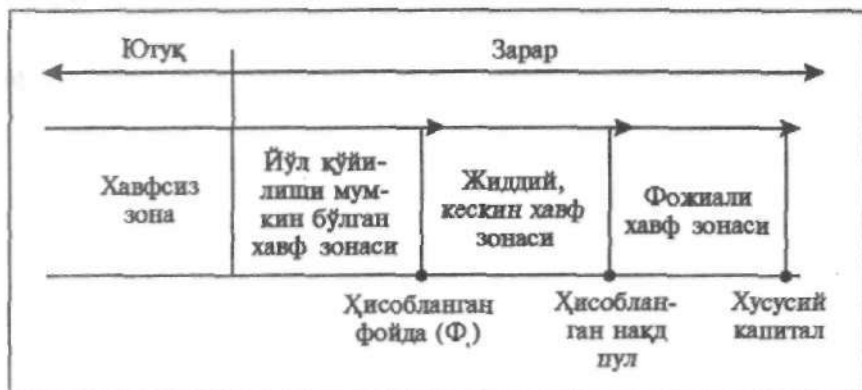 Ютуқ
Зарар
Хавфсиз
зона
Йўл қўйи-
лиши мум-
кин бўлган
хавф зонаси
Жиддий,
кескин хавф
зонаси
Фожиали
хавф зонаси
Ҳисобланган
фойда (Ф,)
Ҳисоблан-
ган нақд
пул
Хусусий
капитал